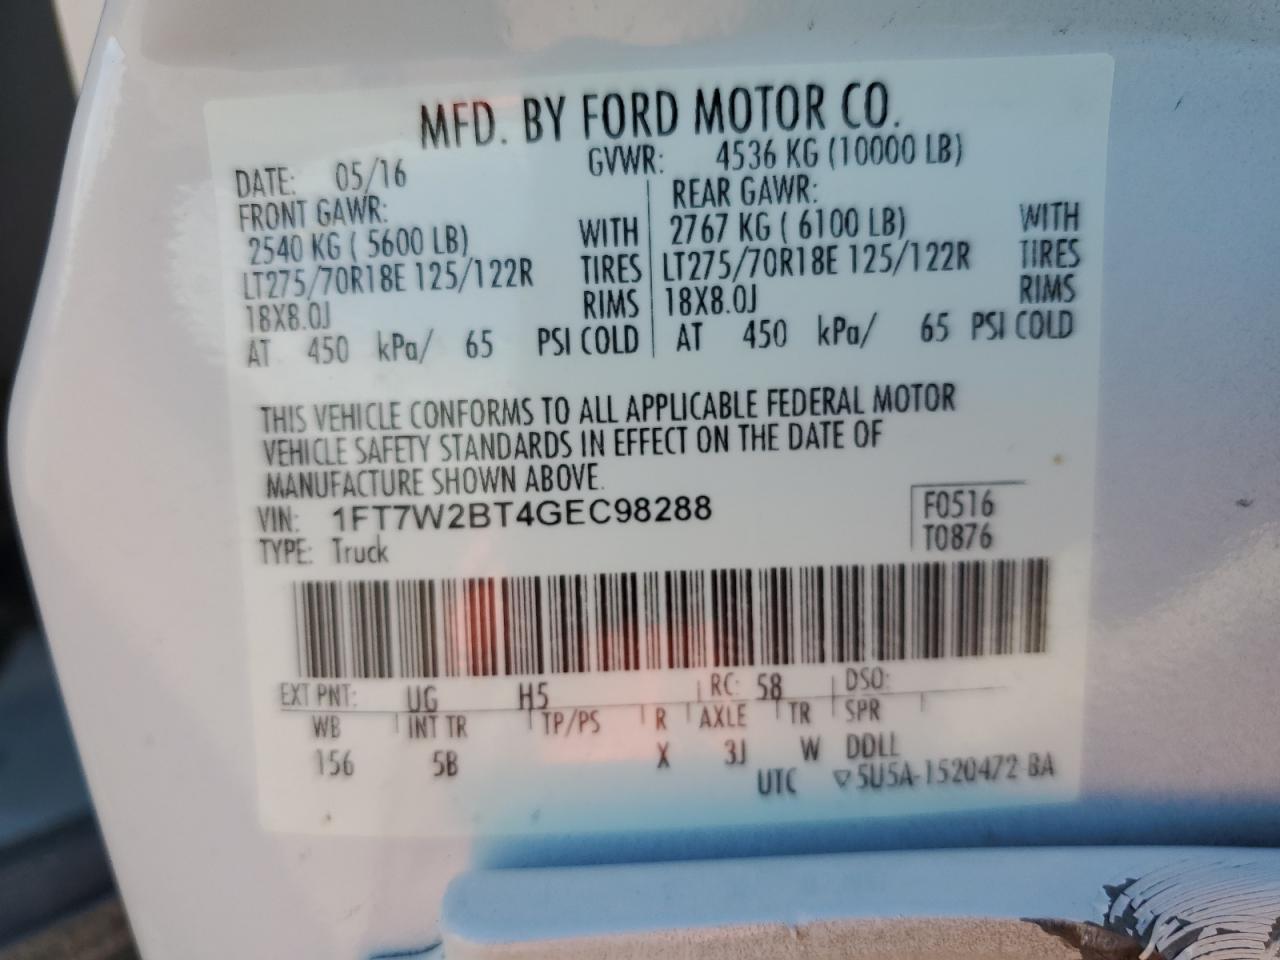 MFD. BY FORD MOTOR CO.
DATE: 05/16 GVWR: 4536 KG (10000 LB)
FRONT GAWR: REAR GAWR:
2540 KG ( 5600 LB) WITH 2767 KG ( 6100 LB) WITH
LT275/70R18E 125/122R TIRES LT275/70R18E 125/122R TIRES
18X8.0J RIMS 18X8.0J RIMS
AT 450 kPa/ 65 PSI COLD AT 450 kPa/ 65 PSI COLD
THIS VEHICLE CONFORMS TO ALL APPLICABLE FEDERAL MOTOR
VEHICLE SAFETY STANDARDS IN EFFECT ON THE DATE OF
MANUFACTURE SHOWN ABOVE.
VIN: 1FT7W2BT4GEC98288 F0516
TYPE: Truck T0876
EXT PNT: UG H5 RC: 58 DSO:
WB INT TR TP/PS R AXLE TR SPR
156 5B X 3J W DDLL
UTC ▽5U5A-1520472-BA